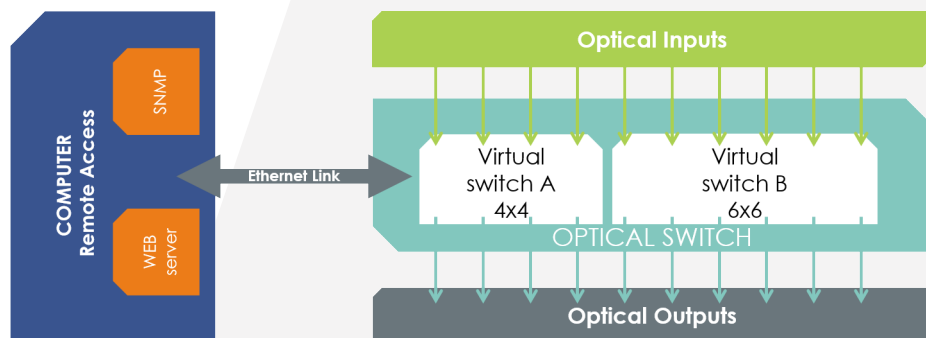 COMPUTER
Remote Access
SNMP
WEB
server
Ethernet Link
Optical Inputs
Virtual
switch A
4x4
Virtual
switch B
6x6
OPTICAL SWITCH
Optical Outputs